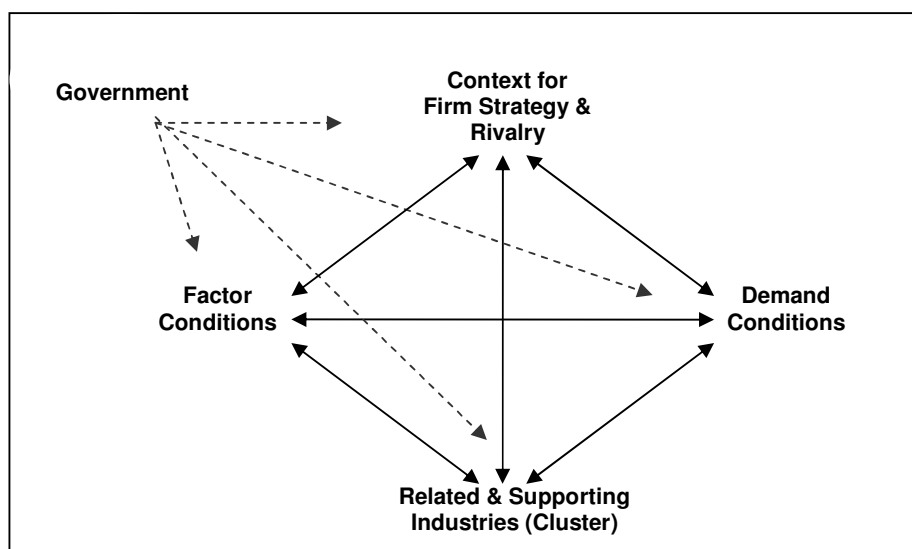 Government
Context for
Firm Strategy &
Rivalry
Factor
Conditions
Demand
Conditions
Related & Supporting
Industries (Cluster)